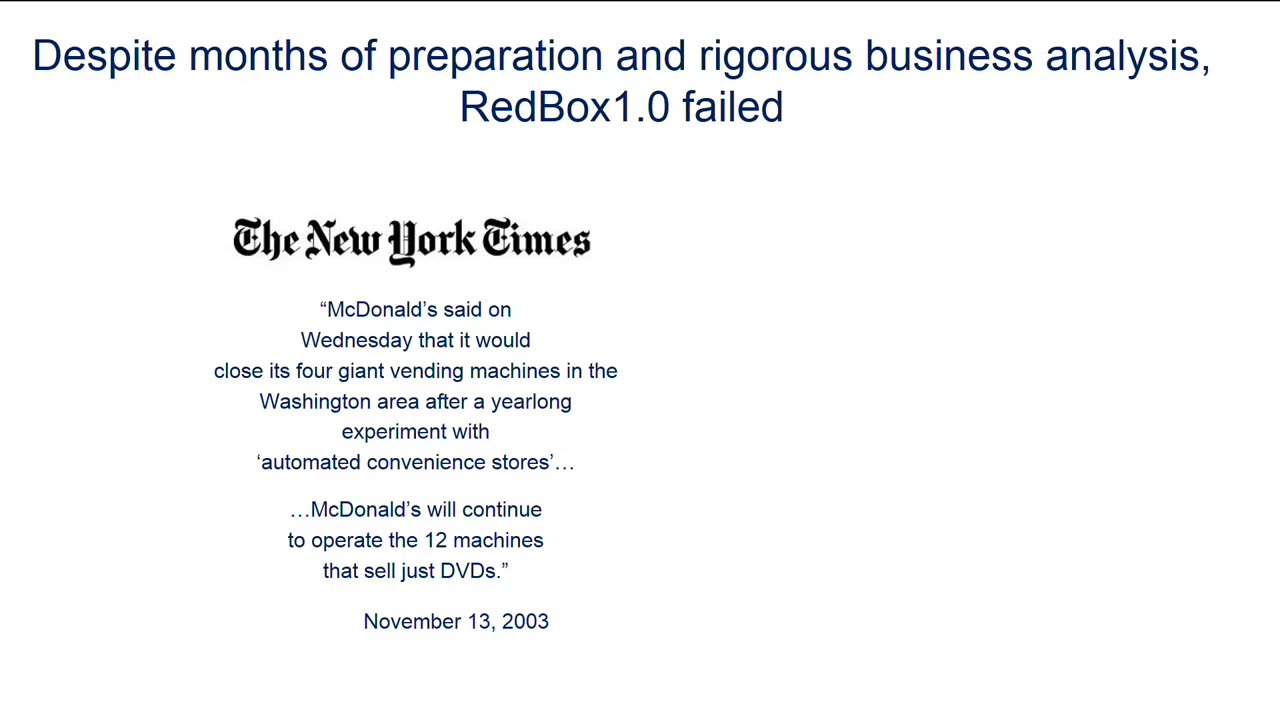 Despite months of preparation and rigorous business analysis,
RedBox1.0 failed
The New York Times
“McDonald’s said on
Wednesday that it would
close its four giant vending machines in the
Washington area after a yearlong
experiment with
‘automated convenience stores’…
…McDonald’s will continue
to operate the 12 machines
that sell just DVDs.”
November 13, 2003